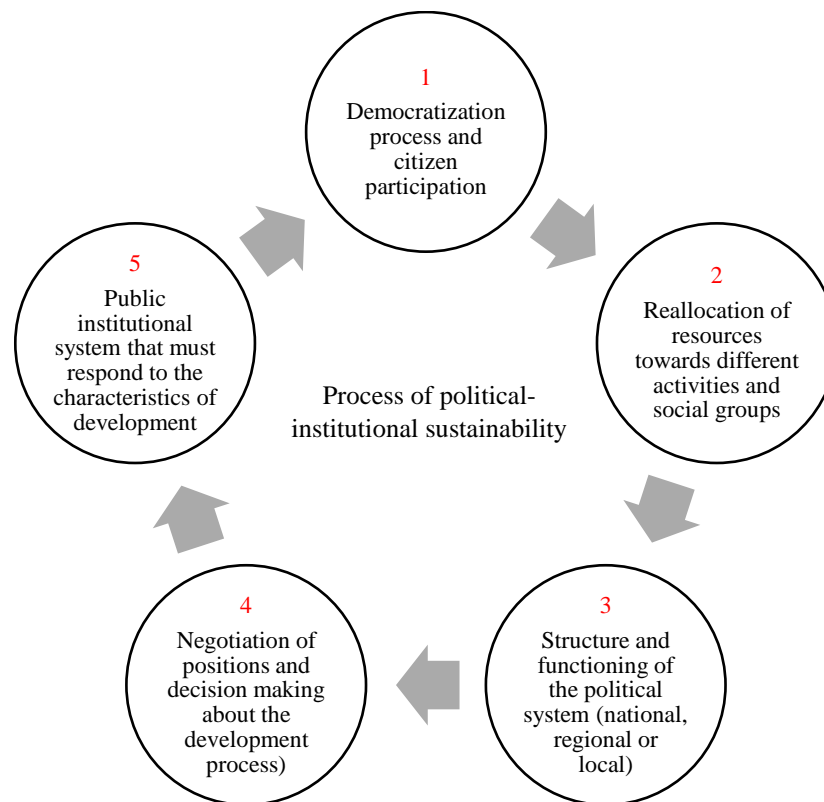 1
Democratization
process and
citizen
participation
2
Reallocation of
resources
towards different
activities and
social groups
3
Structure and
functioning of
the political
system (national,
regional or
local)
4
Negotiation of
positions and
decision making
about the
development
process)
5
Public
institutional
system that must
respond to the
characteristics of
development
Process of political-
institutional sustainability